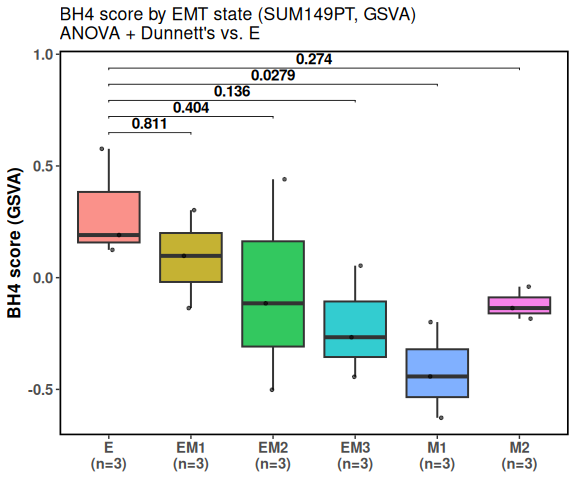 BH4 score by EMT state (SUM149PT, GSVA)
ANOVA + Dunnett's vs. E
1.0
0.5
0.0
-0.5
BH4 score (GSVA)
0.274
0.0279
0.136
0.404
0.811
E EM1 EM2 EM3 M1 M2
(n=3) (n=3) (n=3) (n=3) (n=3) (n=3)